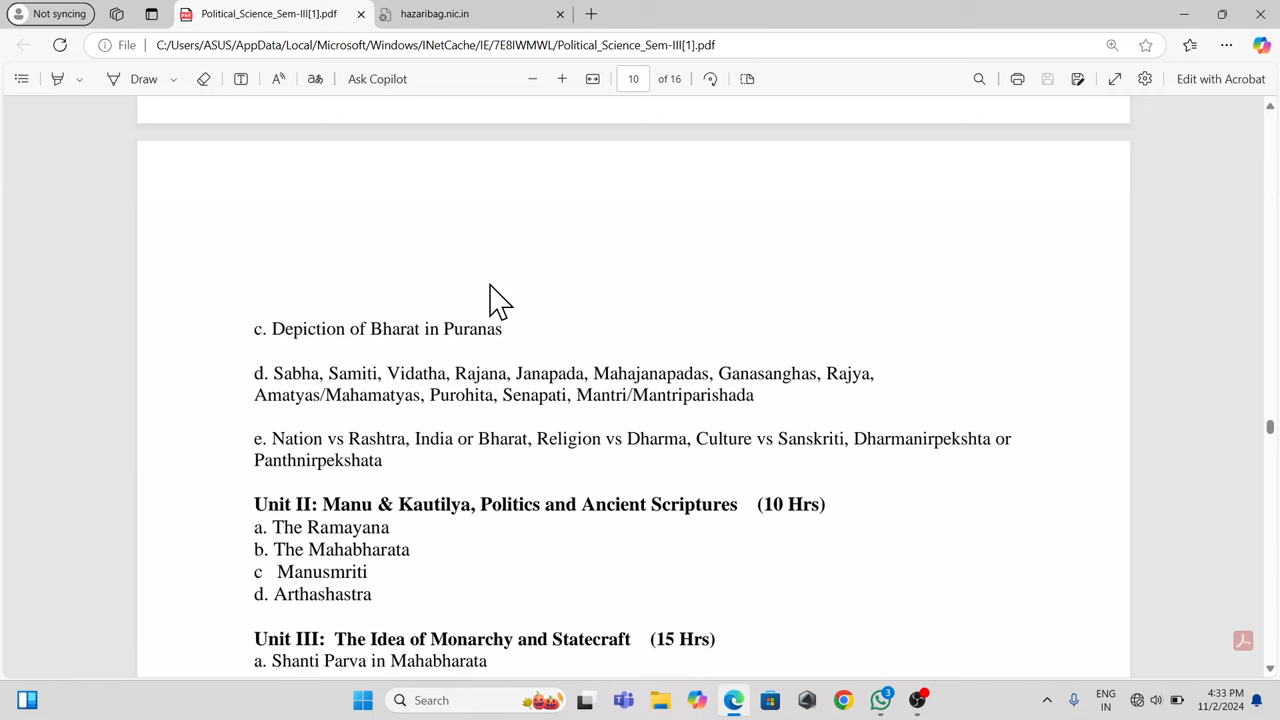 Not syncing
Political_Science_Sem-III[1].pdf
hazaribag.nic.in
File
C:/Users/ASUS/AppData/Local/Microsoft/Windows/INetCache/IE/7E8IWMWL/Political_Science_Sem-III[1].pdf
Draw
Ask Copilot
10 of 16
Edit with Acrobat
c. Depiction of Bharat in Puranas
d. Sabha, Samiti, Vidatha, Rajana, Janapada, Mahajanapadas, Ganasanghas, Rajya,
Amatyas/Mahamatyas, Purohita, Senapati, Mantri/Mantriparishada
e. Nation vs Rashtra, India or Bharat, Religion vs Dharma, Culture vs Sanskriti, Dharmanirpekshta or
Panthnirpekshata
Unit II: Manu & Kautilya, Politics and Ancient Scriptures (10 Hrs)
a. The Ramayana
b. The Mahabharata
c Manusmriti
d. Arthashastra
Unit III: The Idea of Monarchy and Statecraft (15 Hrs)
a. Shanti Parva in Mahabharata
Search
3
ENG
IN
4:33 PM
11/2/2024